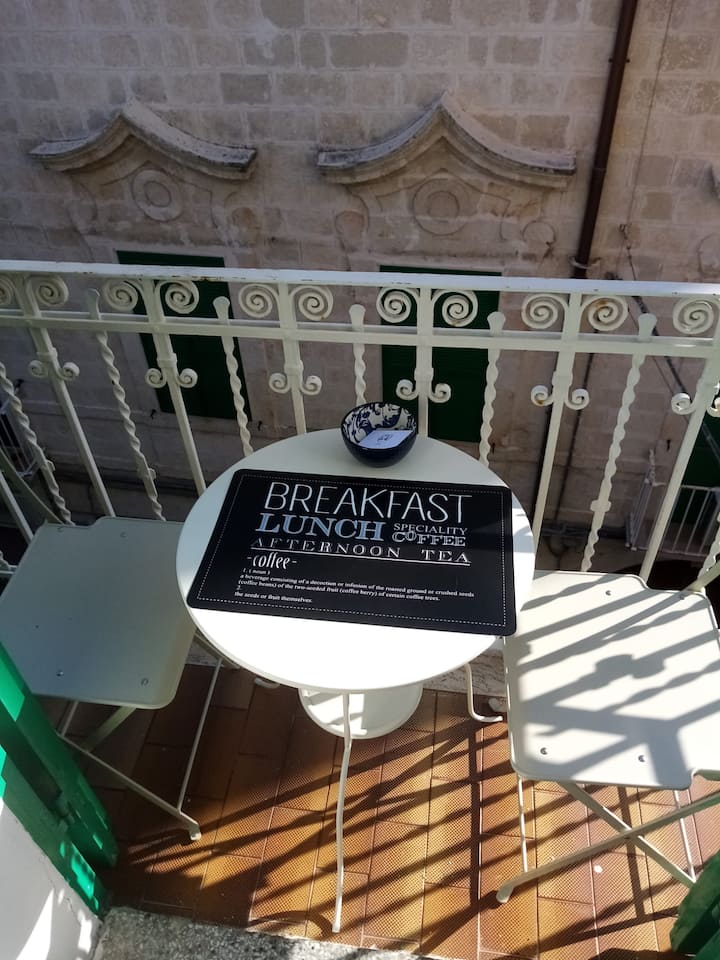 BREAKFAST
LUNCH SPECIALITY COFFEE
AFTERNOON TEA
-coffee-
1. (noun)
a beverage consisting of a decoction or infusion of the roasted ground or crushed seeds
(coffee beans) of the two-seeded fruit (coffee berry) of certain coffee trees.
the seeds or fruit themselves.